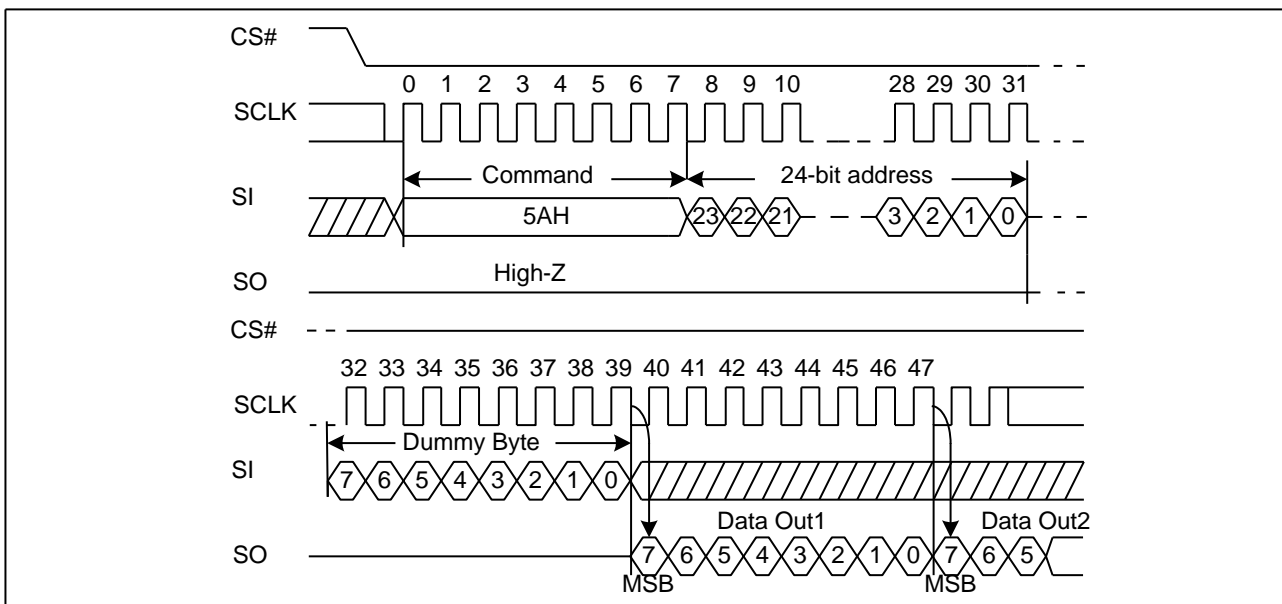 CS#
0 1 2 3 4 5 6 7 8 9 10 28 29 30 31
SCLK
Command 24-bit address
SI
5AH 23 22 21 3 2 1 0
High-Z
SO
CS#
32 33 34 35 36 37 38 39 40 41 42 43 44 45 46 47
SCLK
Dummy Byte
SI
7 6 5 4 3 2 1 0
Data Out1 Data Out2
SO
7 6 5 4 3 2 1 0 7 6 5
MSB MSB